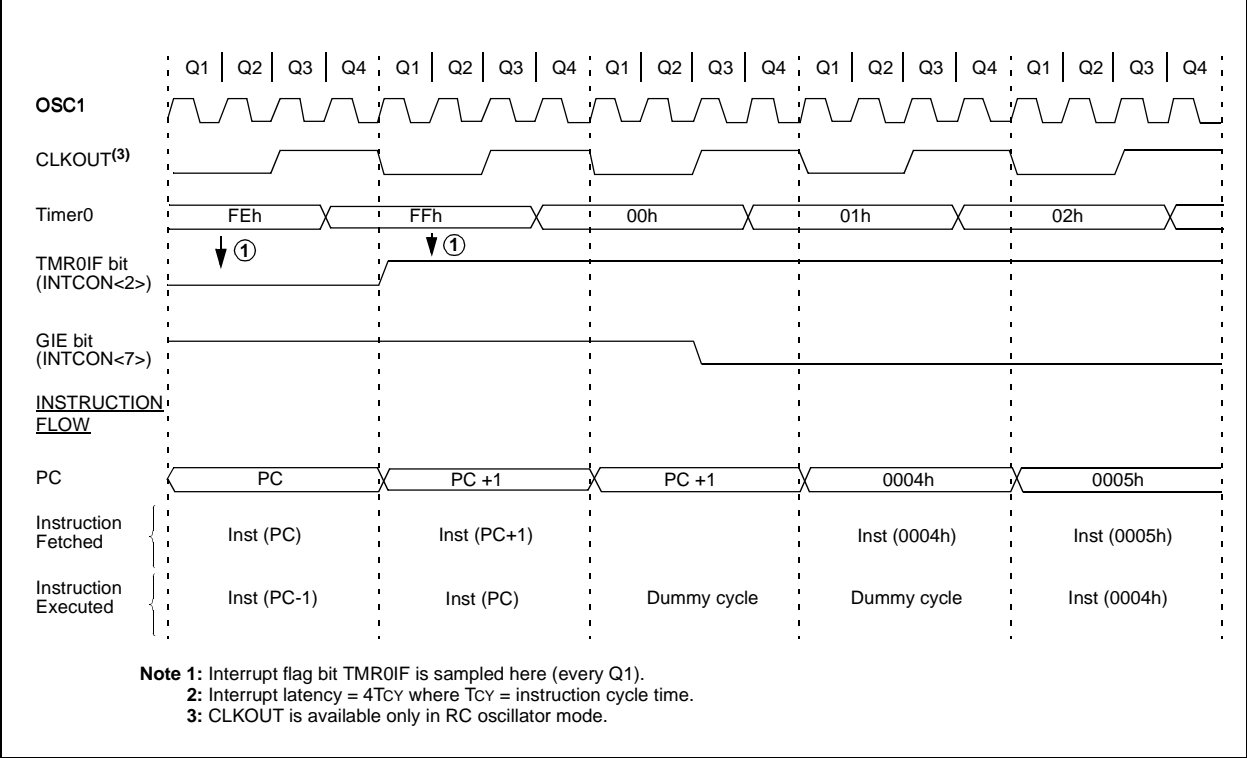 Q1 Q2 Q3 Q4 Q1 Q2 Q3 Q4 Q1 Q2 Q3 Q4 Q1 Q2 Q3 Q4 Q1 Q2 Q3 Q4
OSC1
CLKOUT(3)
Timer0 FEh FFh 00h 01h 02h
1 1
TMR0IF bit
(INTCON<2>)
GIE bit
(INTCON<7>)
INSTRUCTION
FLOW
PC PC PC +1 PC +1 0004h 0005h
Instruction
Fetched Inst (PC) Inst (PC+1) Inst (0004h) Inst (0005h)
Instruction
Executed Inst (PC-1) Inst (PC) Dummy cycle Dummy cycle Inst (0004h)
Note 1: Interrupt flag bit TMR0IF is sampled here (every Q1).
2: Interrupt latency = 4TCY where TCY = instruction cycle time.
3: CLKOUT is available only in RC oscillator mode.